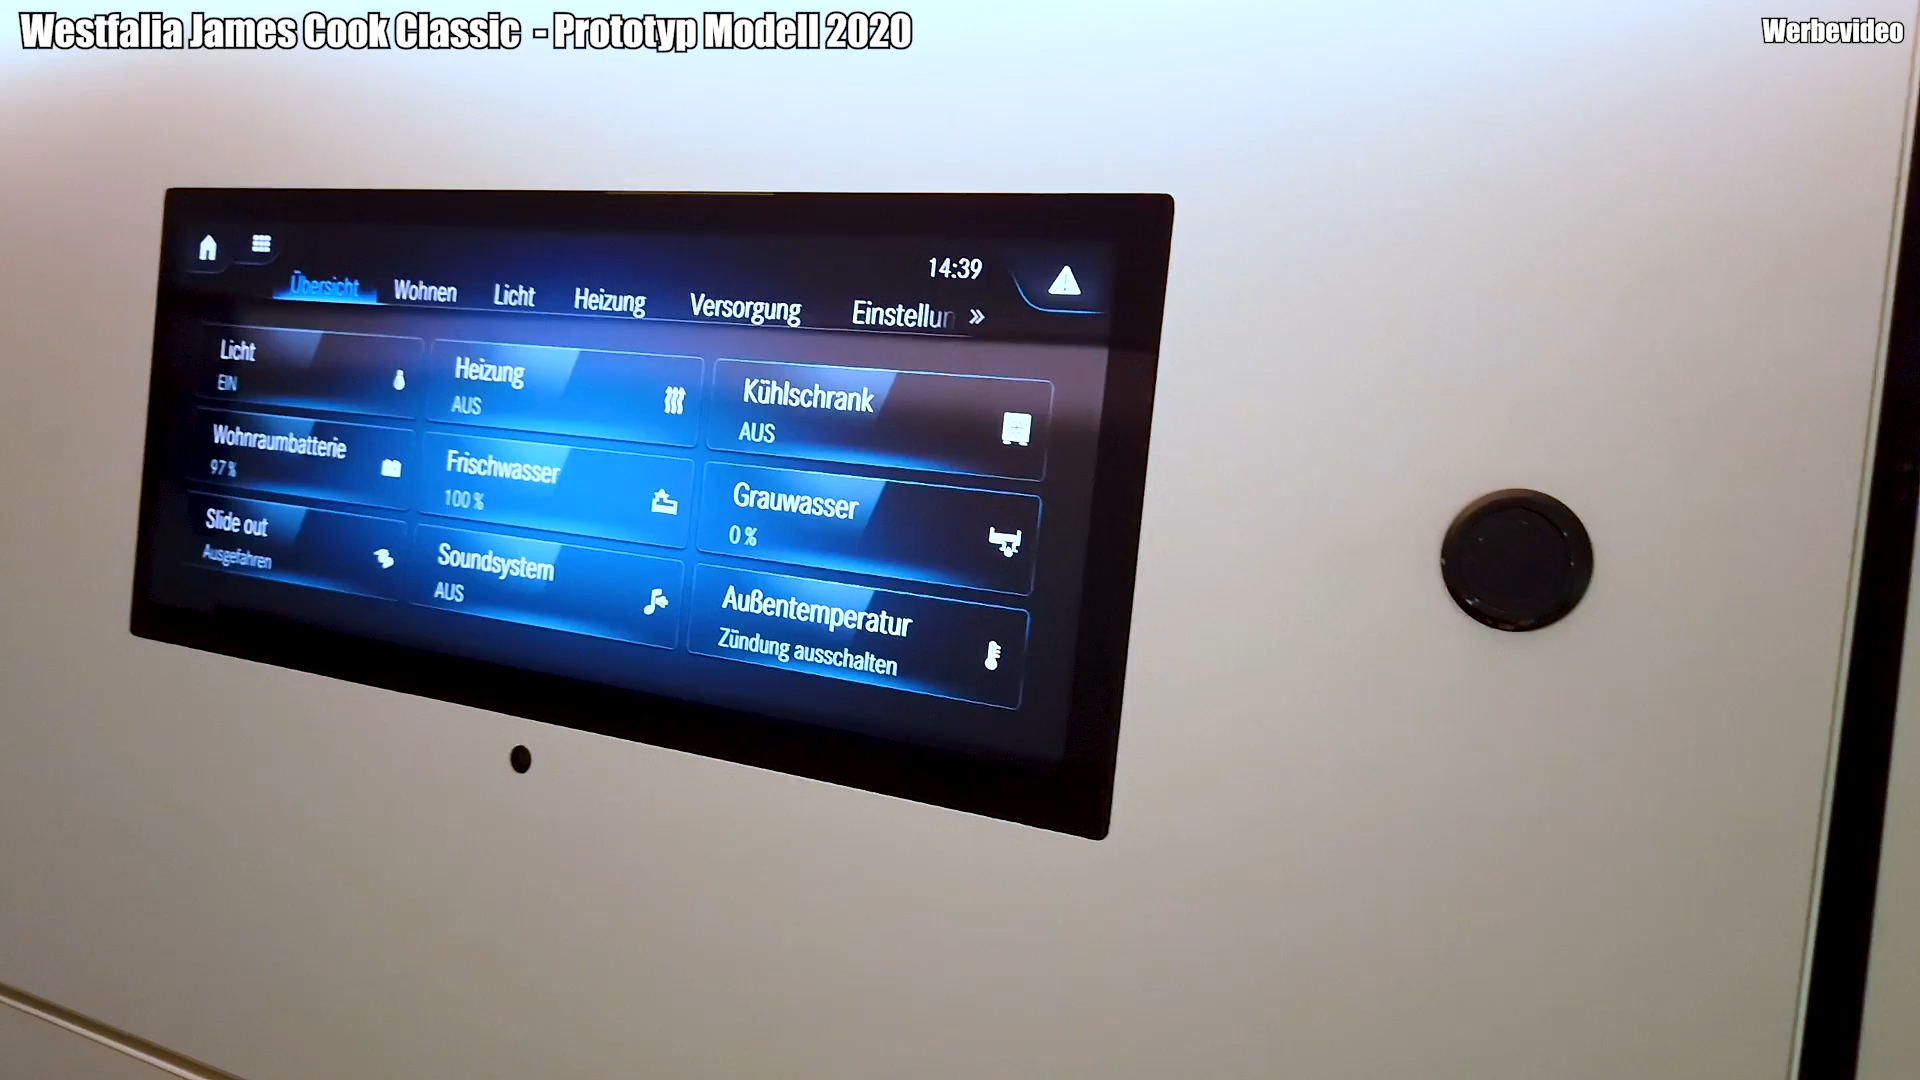 Westfalia James Cook Classic - Prototyp Modell 2020
Werbevideo
14:39
Übersicht Wohnen Licht Heizung Versorgung Einstellun »
Licht
EIN
Heizung
AUS
Kühlschrank
AUS
Wohnraumbatterie
97 %
Frischwasser
100 %
Grauwasser
0 %
Slide out
Ausgefahren
Soundsystem
AUS
Außentemperatur
Zündung ausschalten